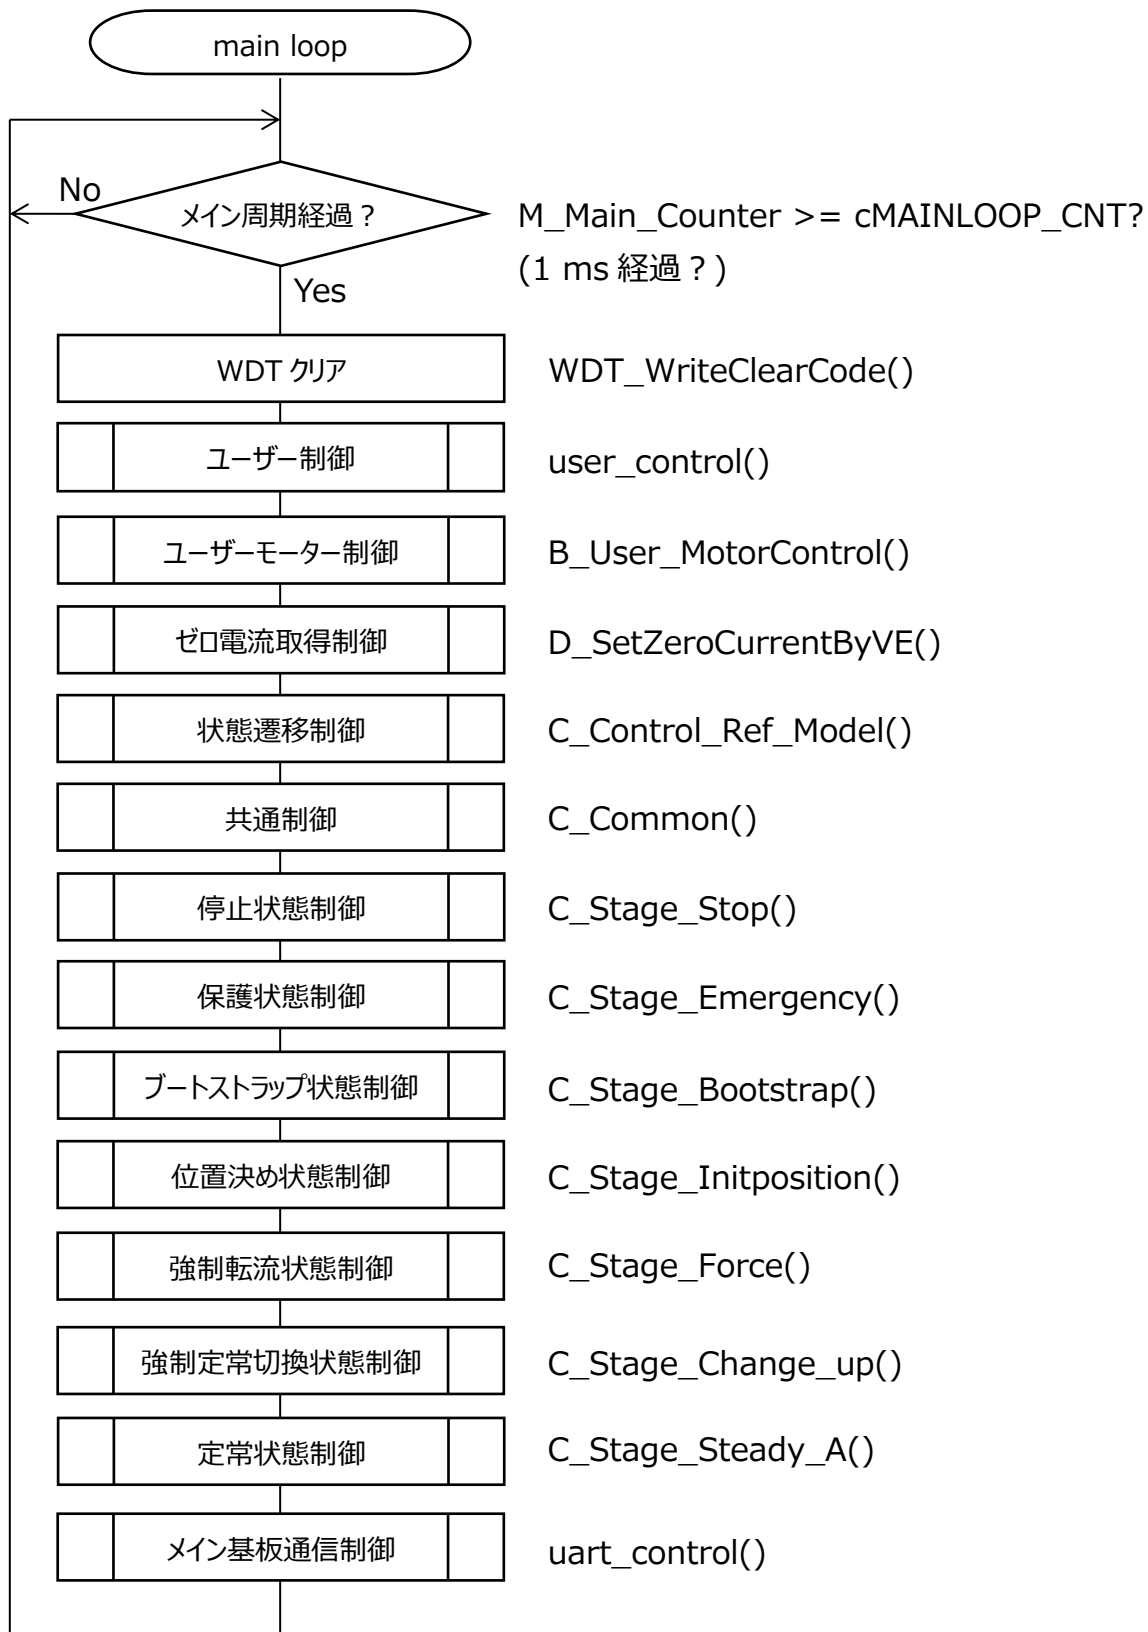 main loop
No
メイン周期経過？
M_Main_Counter >= cMAINLOOP_CNT?
(1 ms 経過？)
Yes
WDT クリア
WDT_WriteClearCode()
ユーザー制御
user_control()
ユーザーモーター制御
B_User_MotorControl()
ゼロ電流取得制御
D_SetZeroCurrentByVE()
状態遷移制御
C_Control_Ref_Model()
共通制御
C_Common()
停止状態制御
C_Stage_Stop()
保護状態制御
C_Stage_Emergency()
ブートストラップ状態制御
C_Stage_Bootstrap()
位置決め状態制御
C_Stage_Initposition()
強制転流状態制御
C_Stage_Force()
強制定常切換状態制御
C_Stage_Change_up()
定常状態制御
C_Stage_Steady_A()
メイン基板通信制御
uart_control()